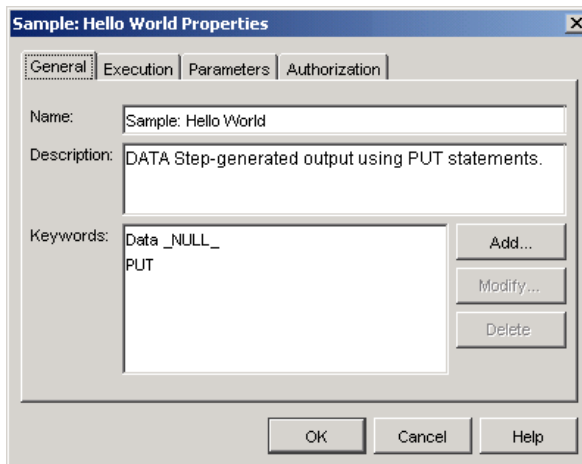 Sample: Hello World Properties
General Execution Parameters Authorization
Name: Sample: Hello World
Description: DATA Step-generated output using PUT statements.
Keywords: Data _NULL_ Add...
PUT
Modify...
Delete
OK Cancel Help